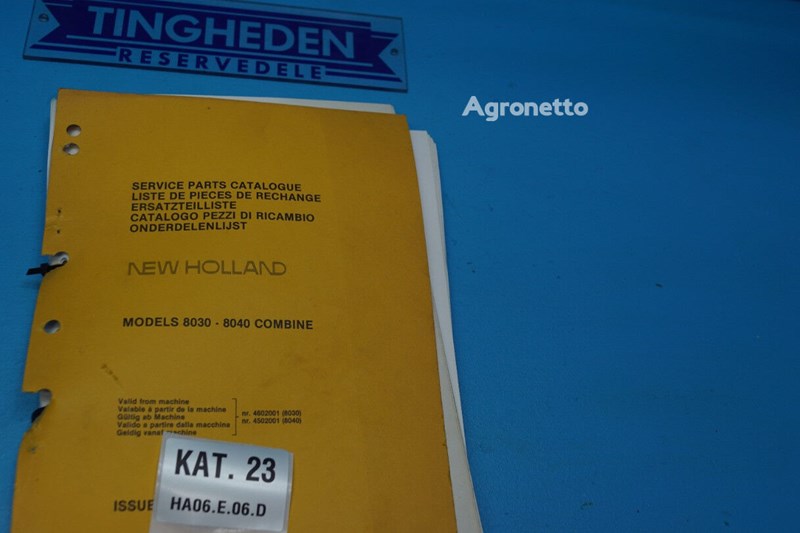 TINGHEDEN
RESERVEDELE
Agronetto
SERVICE PARTS CATALOGUE
LISTE DE PIECES DE RECHANGE
ERSATZTEILLISTE
CATALOGO PEZZI DI RICAMBIO
ONDERDELENLIJST
NEW HOLLAND
MODELS 8030 - 8040 COMBINE
Valid from machine
Valable à partir de la machine
Gültig ab Machine
Valido a partire dalla macchine
Geldig vanaf machine
nr. 4602001 (8030)
nr. 4502001 (8040)
KAT. 23
HA06.E.06.D
ISSUE